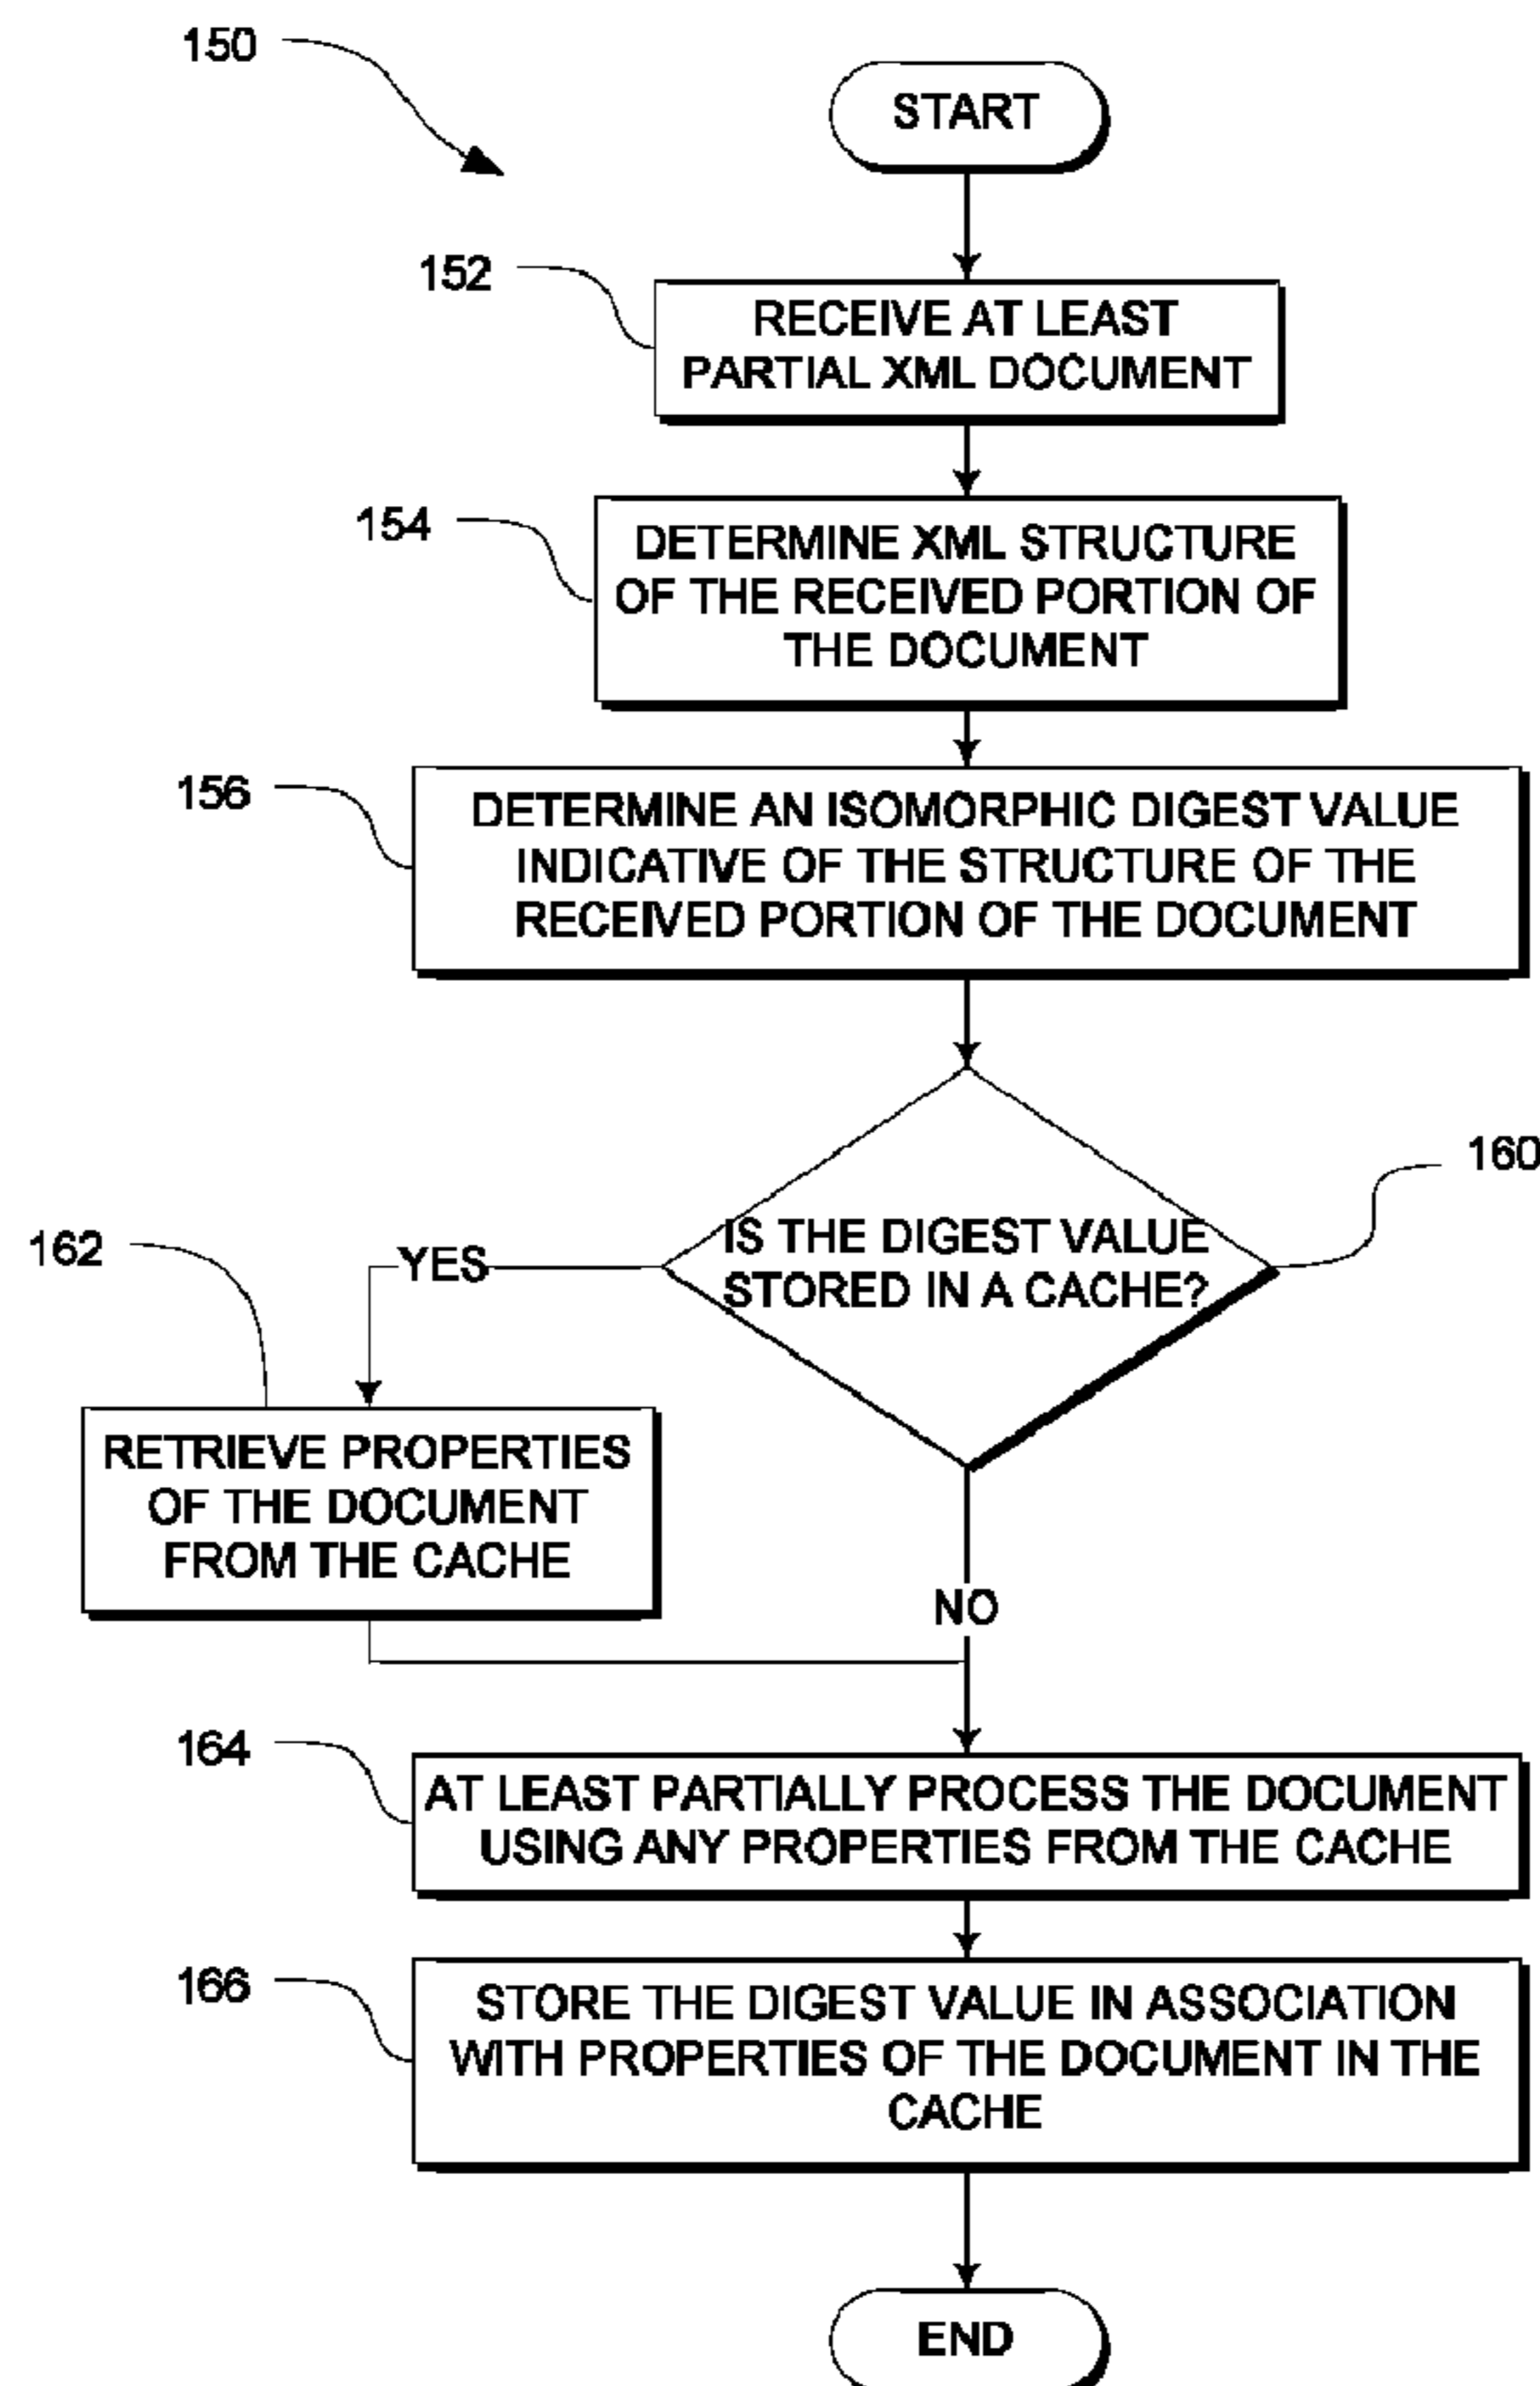 150
START
152
RECEIVE AT LEAST
PARTIAL XML DOCUMENT
154
DETERMINE XML STRUCTURE
OF THE RECEIVED PORTION OF
THE DOCUMENT
156
DETERMINE AN ISOMORPHIC DIGEST VALUE
INDICATIVE OF THE STRUCTURE OF THE
RECEIVED PORTION OF THE DOCUMENT
160
IS THE DIGEST VALUE
STORED IN A CACHE?
YES
162
RETRIEVE PROPERTIES
OF THE DOCUMENT
FROM THE CACHE
NO
164
AT LEAST PARTIALLY PROCESS THE DOCUMENT
USING ANY PROPERTIES FROM THE CACHE
166
STORE THE DIGEST VALUE IN ASSOCIATION
WITH PROPERTIES OF THE DOCUMENT IN THE
CACHE
END